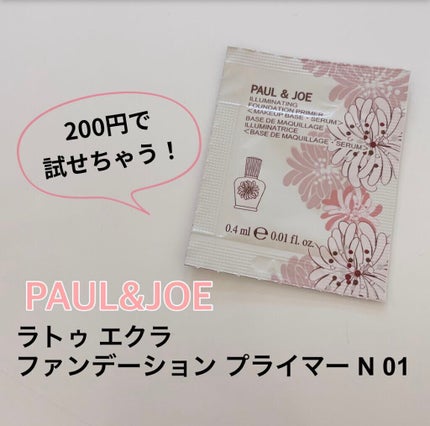 200円で
試せちゃう！
PAUL & JOE
ILLUMINATING
FOUNDATION PRIMER
<MAKEUP BASE・SERUM>
BASE DE MAQUILLAGE
ILLUMINATRICE
<BASE DE MAQUILLAGE・SERUM>
0.4 ml ℮ 0.01 fl. oz.
PAUL&JOE
ラトゥ エクラ
ファンデーション プライマー N 01